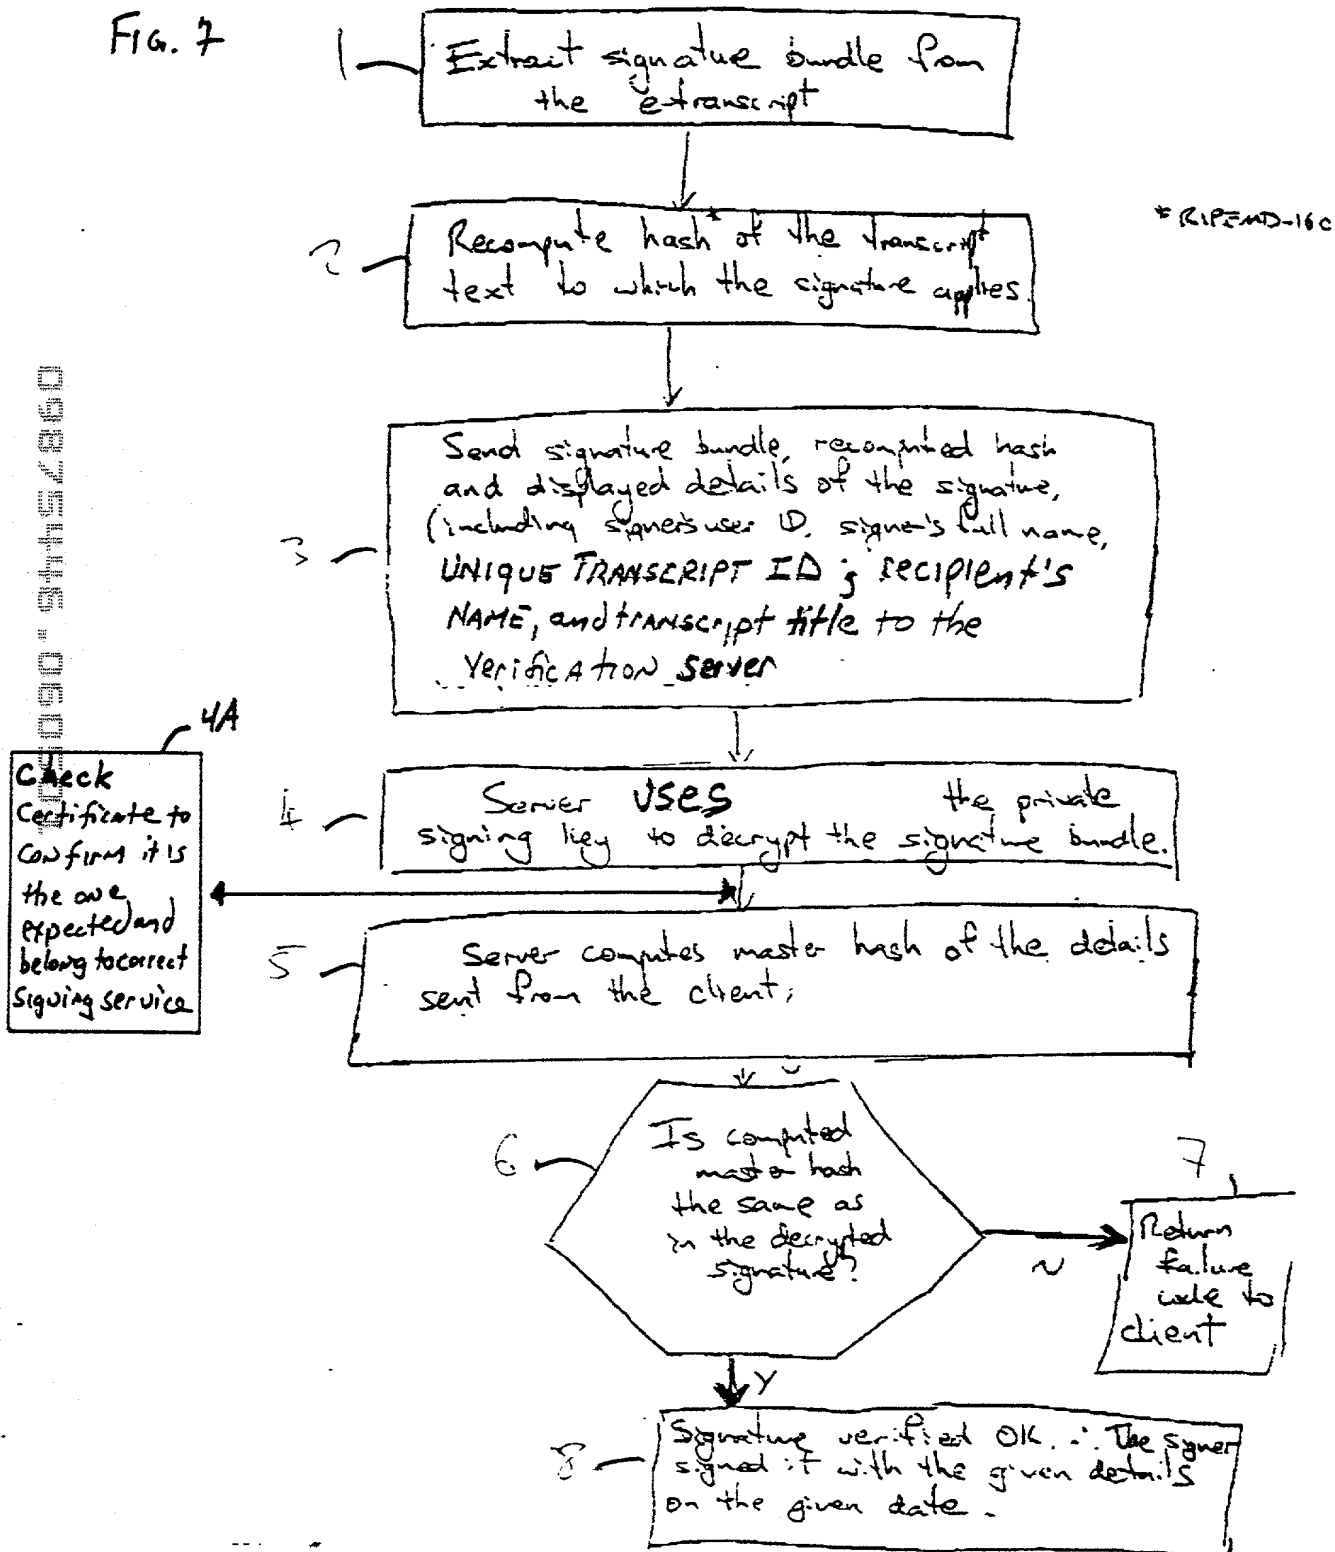 FIG. 7
1
Extract signature bundle from
the e-transcript
* RIPEMD-160
2
Recompute hash* of the transcript
text to which the signature applies.
3
Send signature bundle, recomputed hash
and displayed details of the signature,
(including signer's user ID, signer's full name,
UNIQUE TRANSCRIPT ID; recipient's
NAME, and transcript title to the
Verification server
4A
Check
Certificate to
confirm it is
the one
expected and
belong to correct
Signing service
4
Server USES the private
signing key to decrypt the signature bundle.
5
Server computes master hash of the details
sent from the client;
6
Is computed
master hash
the same as
in the decrypted
signature?
N
7
Return
failure
code to
client
Y
8
Signature verified OK. ∴ The signer
signed it with the given details
on the given date.